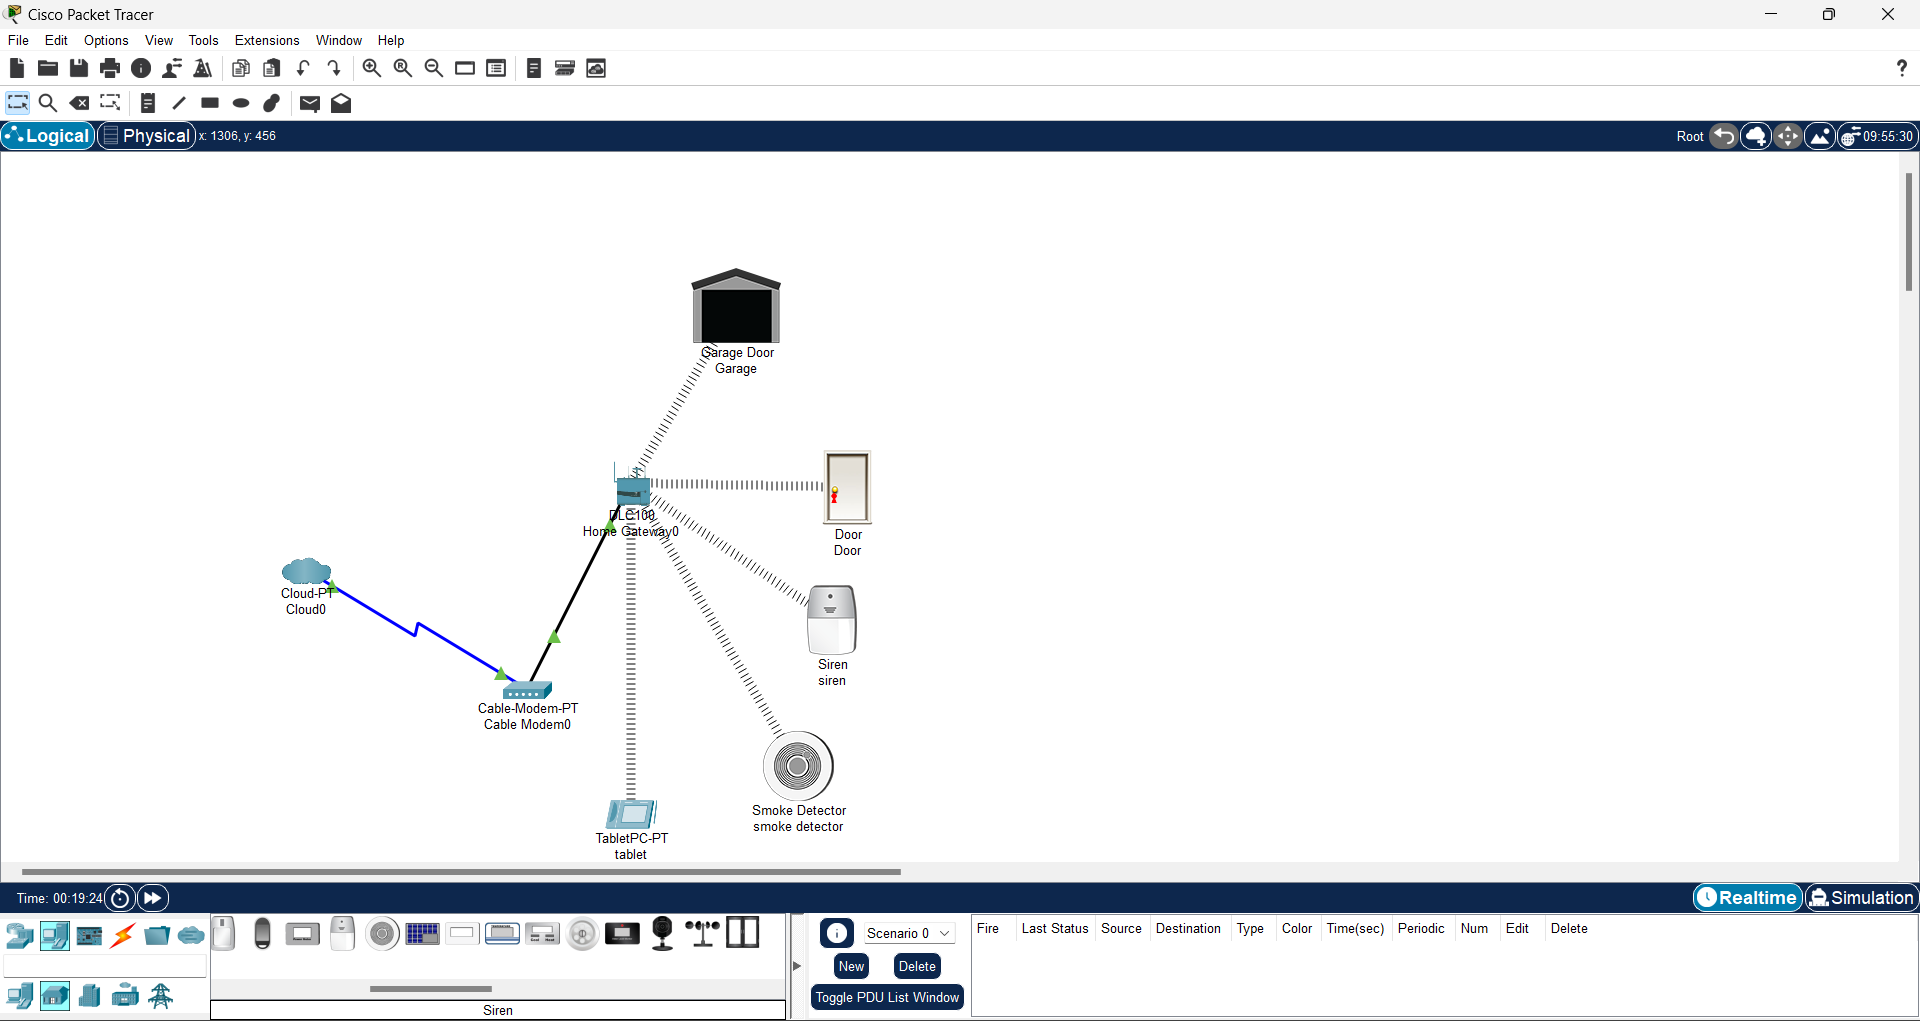 Cisco Packet Tracer
File Edit Options View Tools Extensions Window Help
?
Logical Physical x: 1306, y: 456 Root 09:55:30
Garage Door
Garage
DLC100
Home Gateway0
Door
Door
Cloud-PT
Cloud0
Siren
siren
Cable-Modem-PT
Cable Modem0
Smoke Detector
smoke detector
TabletPC-PT
tablet
Time: 00:19:24 Realtime Simulation
Scenario 0
Fire Last Status Source Destination Type Color Time(sec) Periodic Num Edit Delete
New Delete
Toggle PDU List Window
Siren